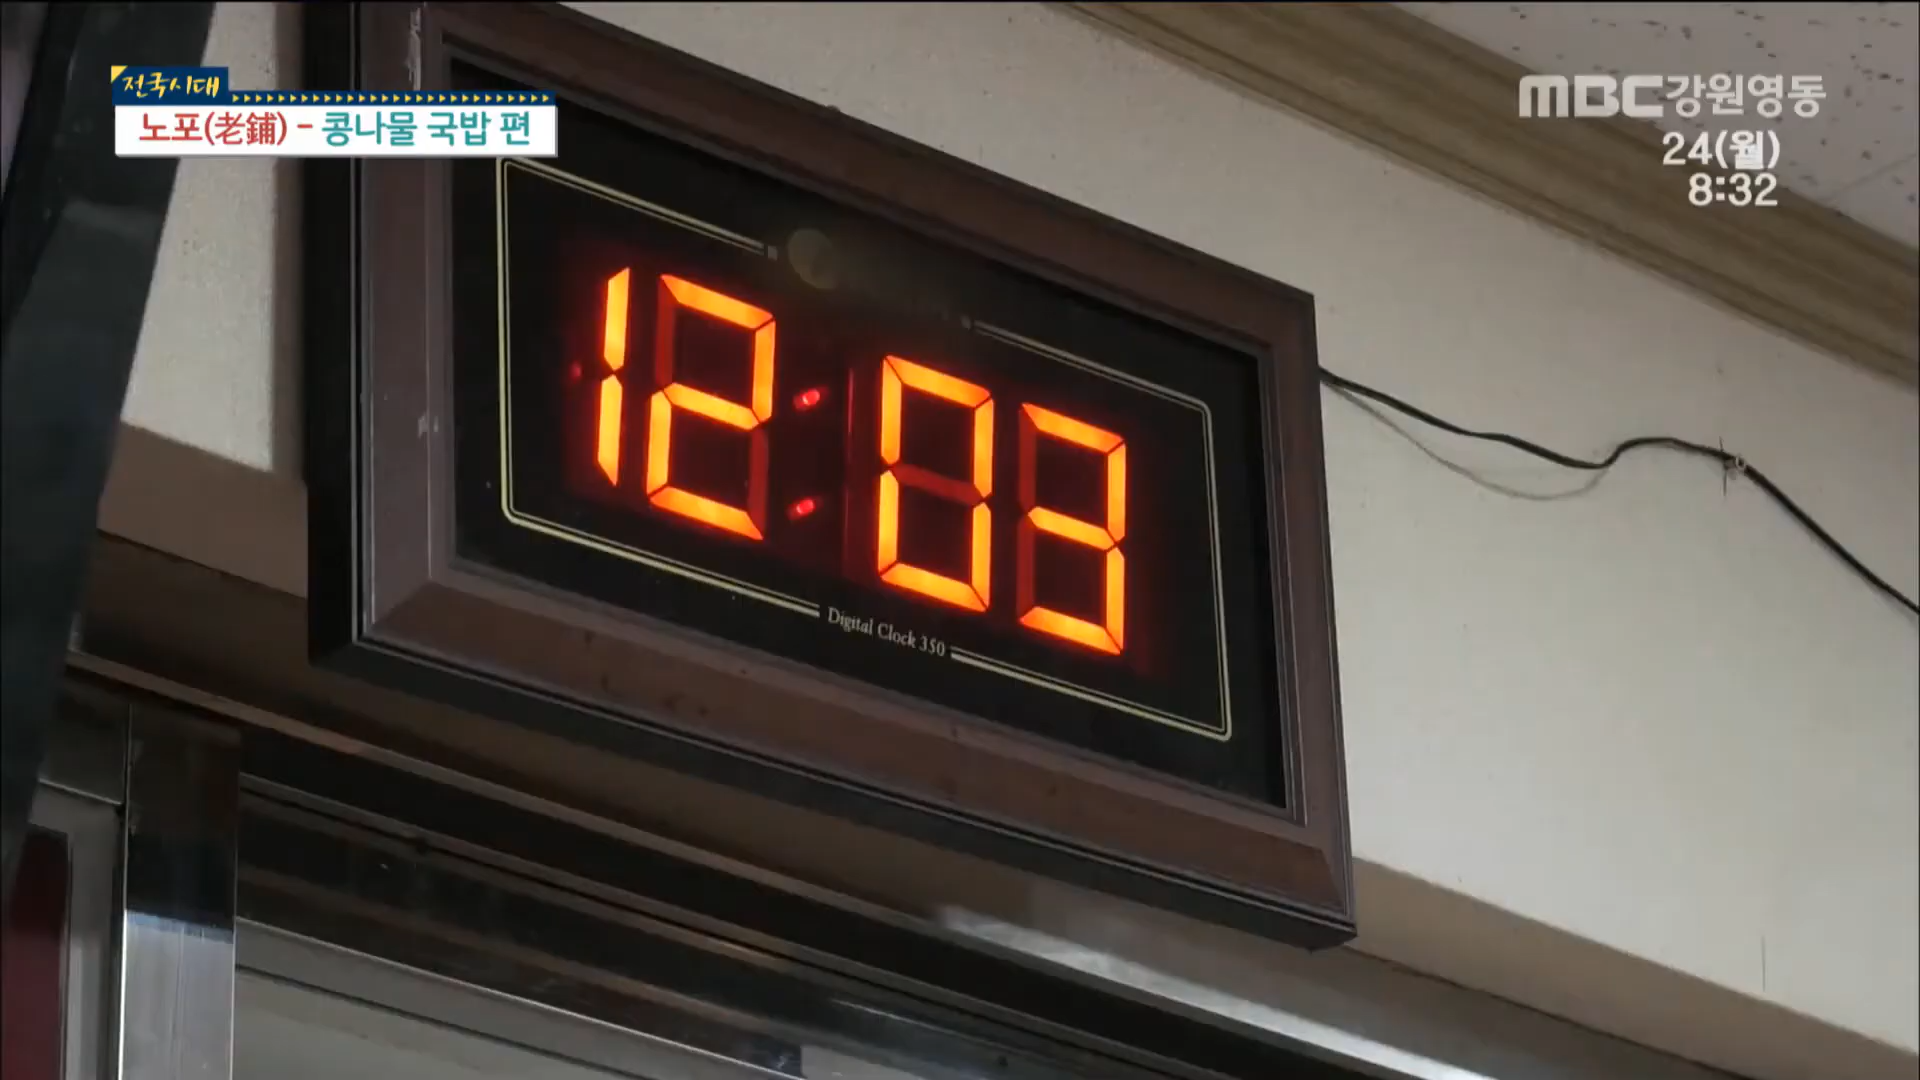 전국시대
노포(老鋪) - 콩나물 국밥 편
MBC강원영동
24(월)
8:32
12:03
Digital Clock 350